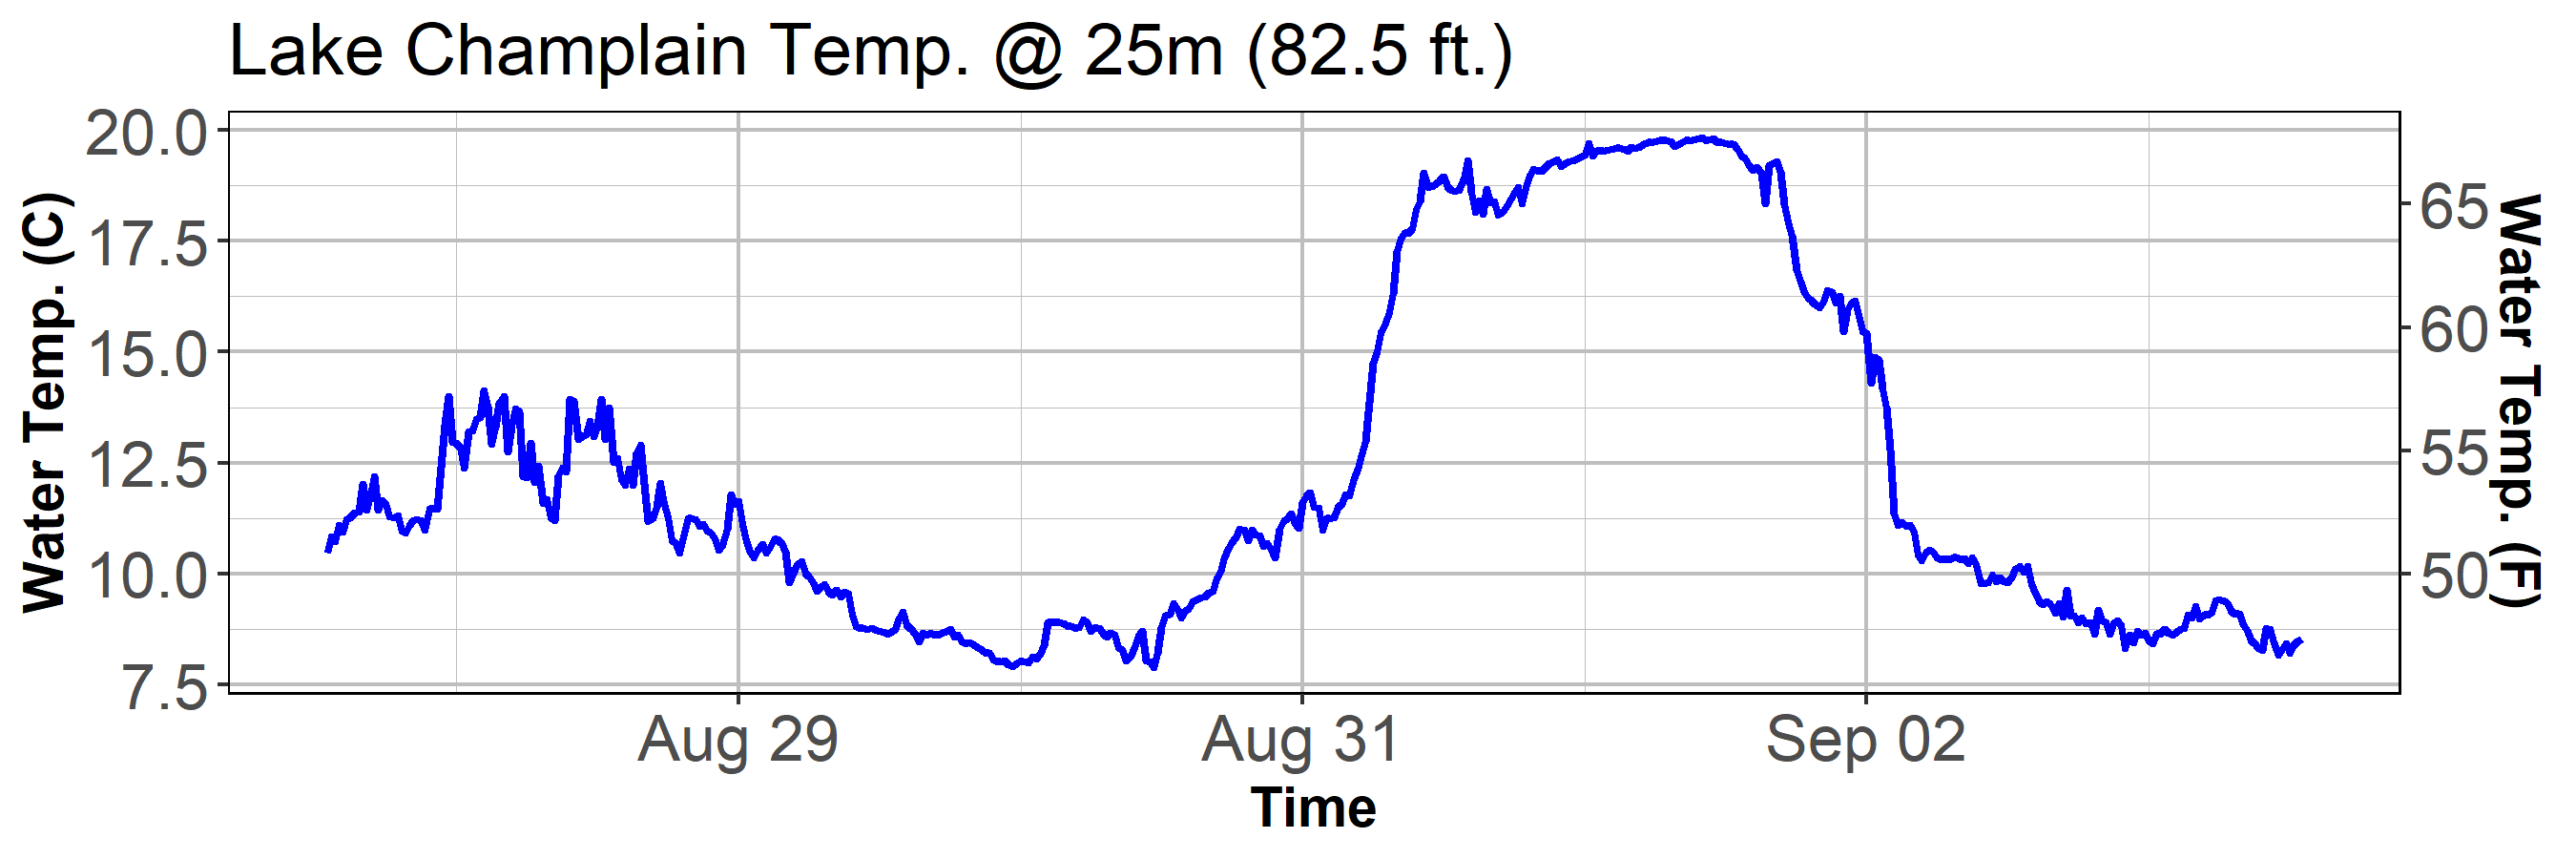 Lake Champlain Temp. @ 25m (82.5 ft.)
Water Temp. (C)
20.0
17.5
15.0
12.5
10.0
7.5
65
60
55
50
Water Temp. (F)
Aug 29 Aug 31 Sep 02
Time